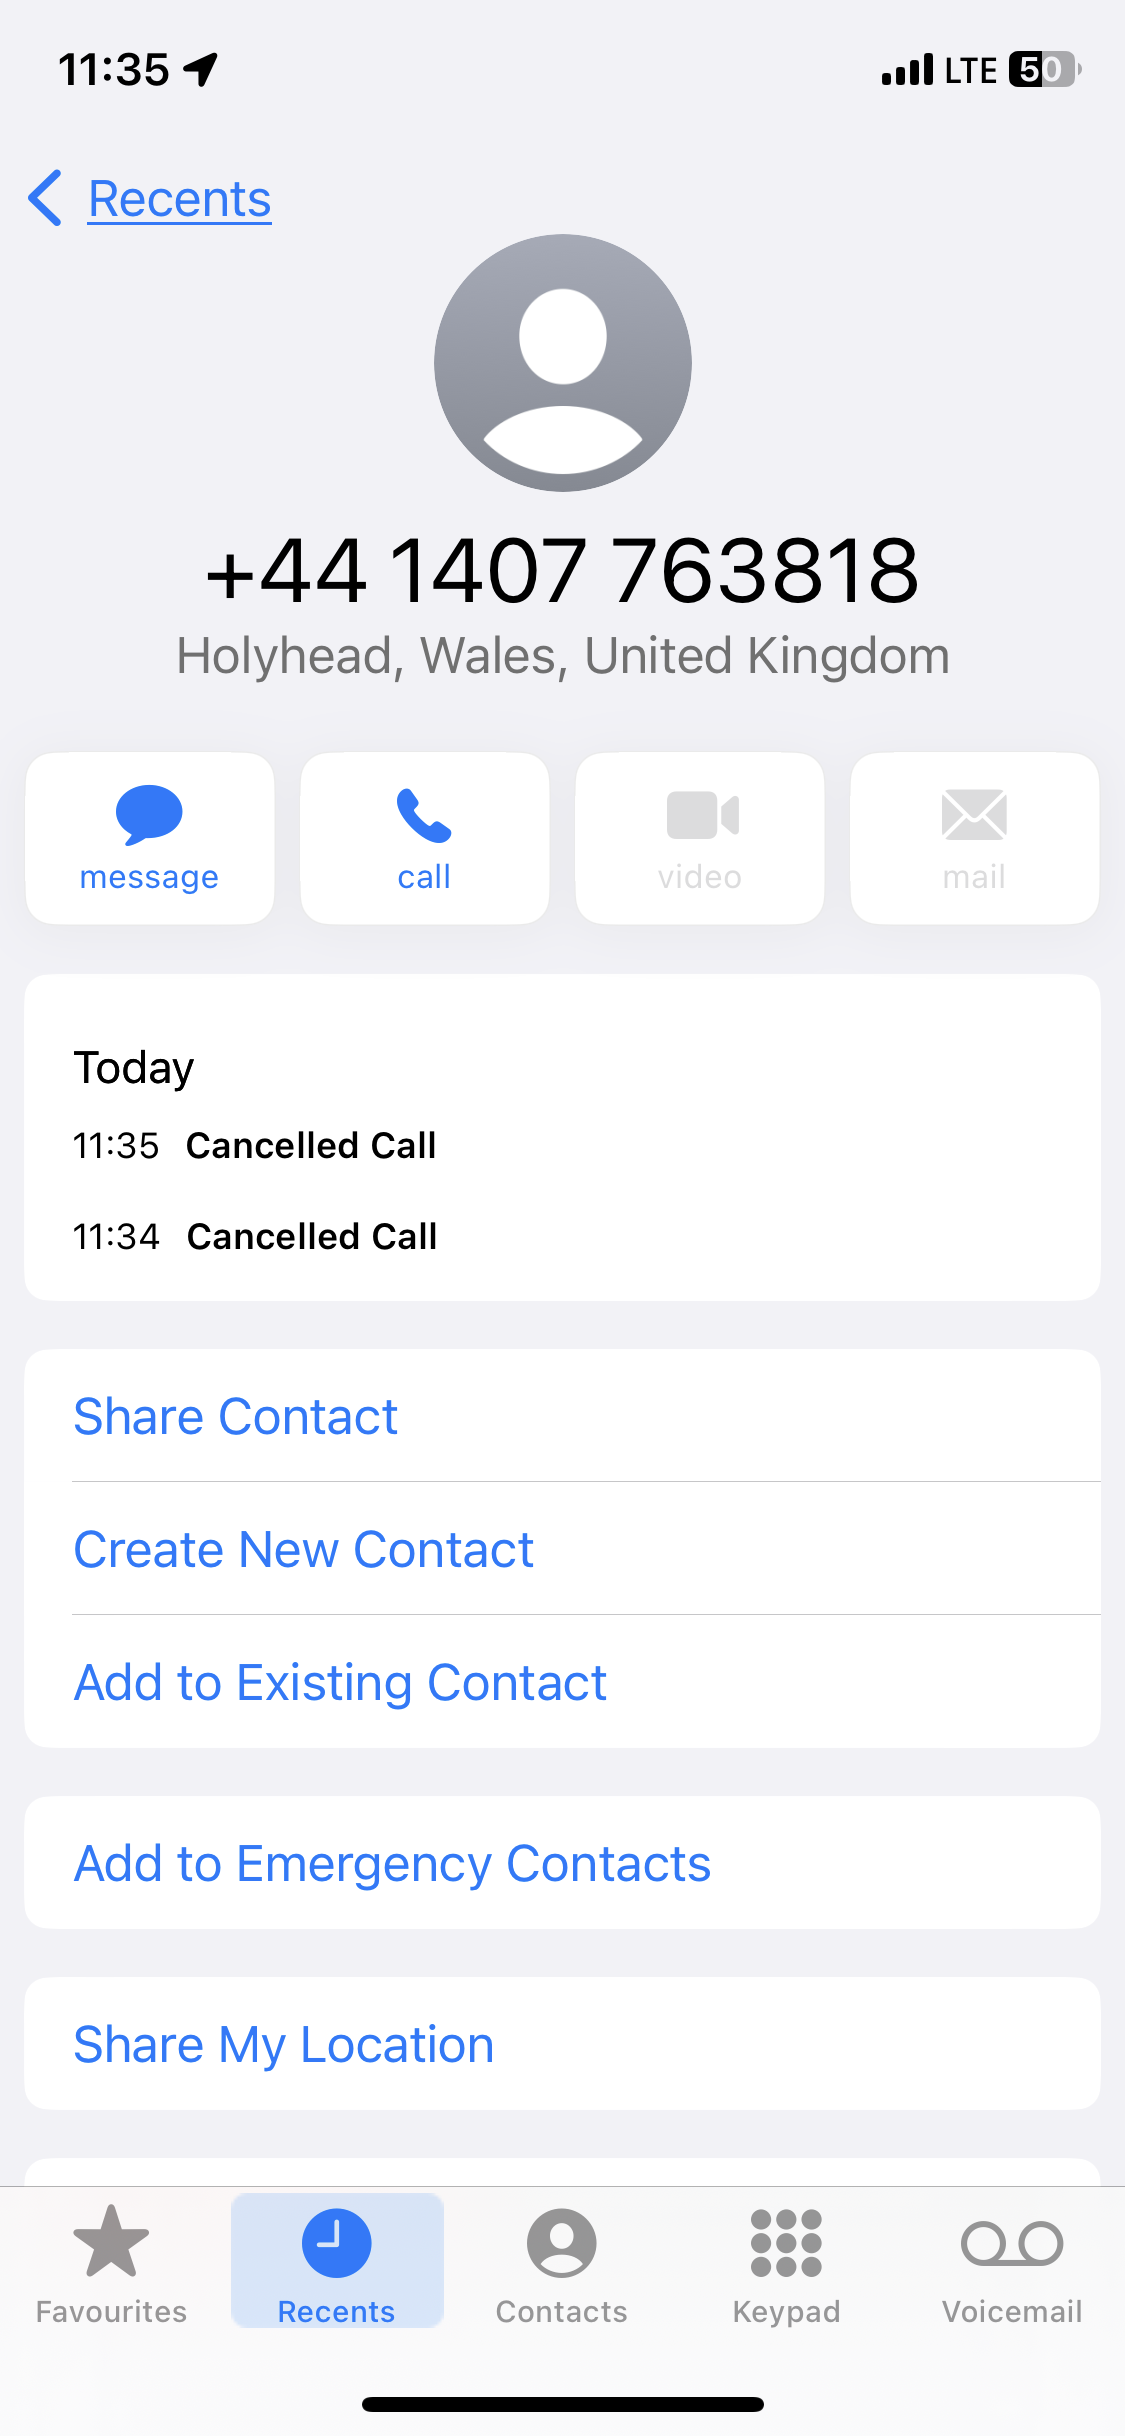 11:35 LTE 50
Recents
+44 1407 763818
Holyhead, Wales, United Kingdom
message call video mail
Today
11:35 Cancelled Call
11:34 Cancelled Call
Share Contact
Create New Contact
Add to Existing Contact
Add to Emergency Contacts
Share My Location
Favourites Recents Contacts Keypad Voicemail